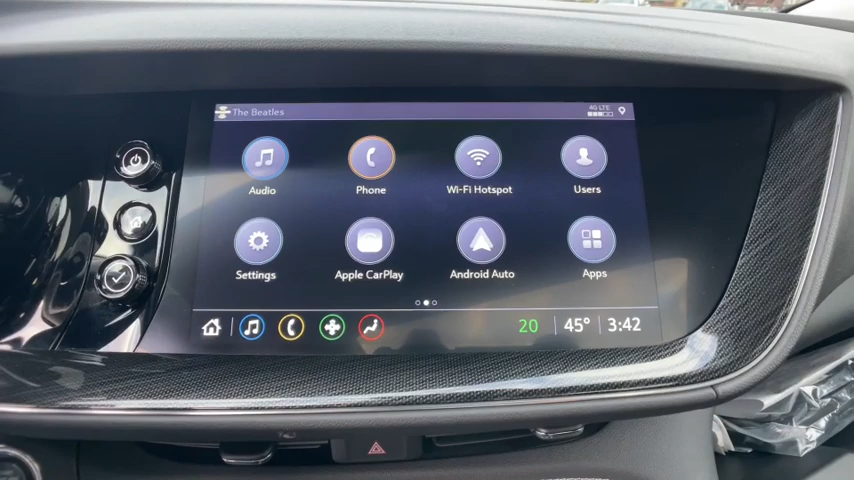 The Beatles
4G LTE
Audio
Phone
Wi-Fi Hotspot
Users
Settings
Apple CarPlay
Android Auto
Apps
20 45° 3:42